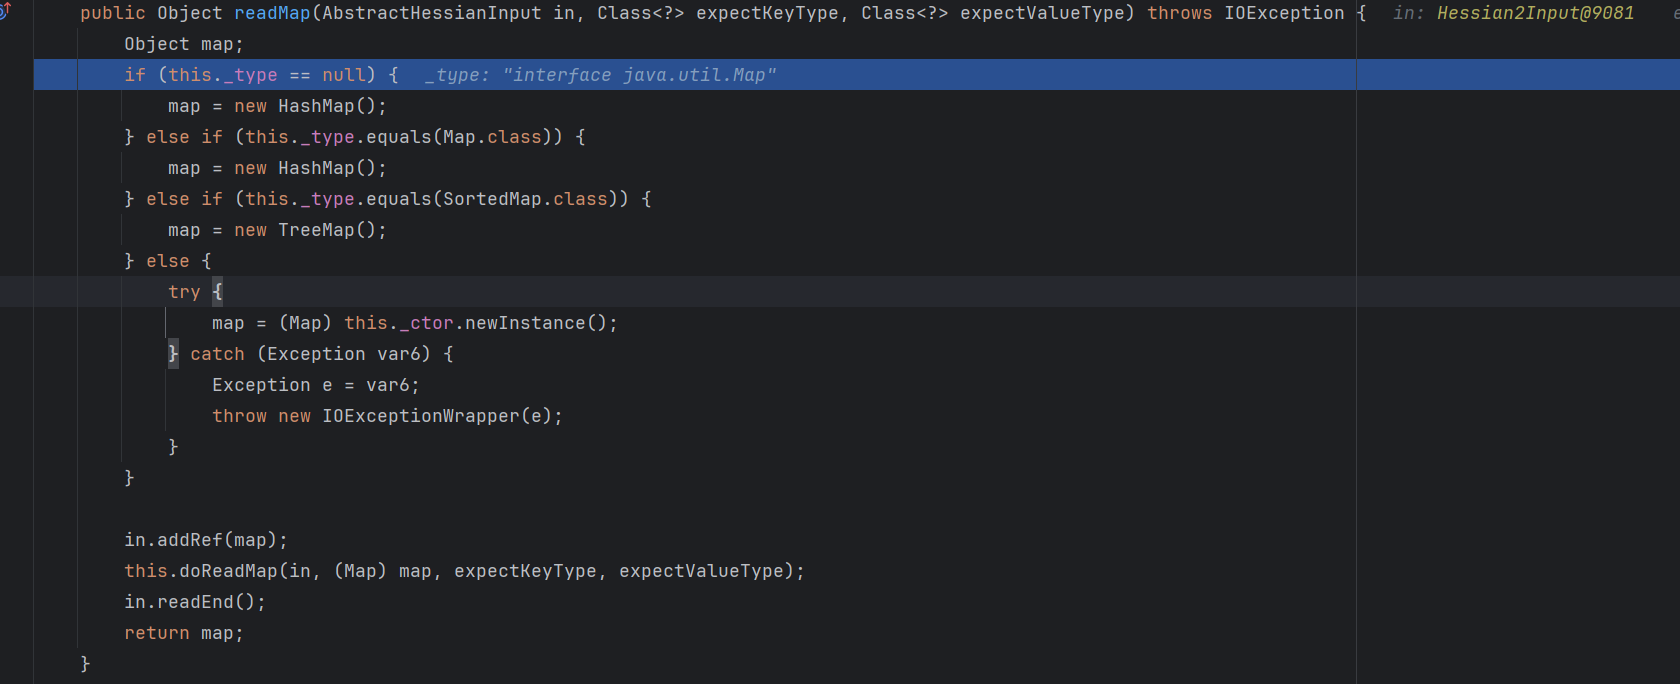 public Object readMap(AbstractHessianInput in, Class<?> expectKeyType, Class<?> expectValueType) throws IOException {   in: Hessian2Input@9081
    Object map;
    if (this._type == null) {   _type: "interface java.util.Map"
        map = new HashMap();
    } else if (this._type.equals(Map.class)) {
        map = new HashMap();
    } else if (this._type.equals(SortedMap.class)) {
        map = new TreeMap();
    } else {
        try {
            map = (Map) this._ctor.newInstance();
        } catch (Exception var6) {
            Exception e = var6;
            throw new IOExceptionWrapper(e);
        }
    }

    in.addRef(map);
    this.doReadMap(in, (Map) map, expectKeyType, expectValueType);
    in.readEnd();
    return map;
}